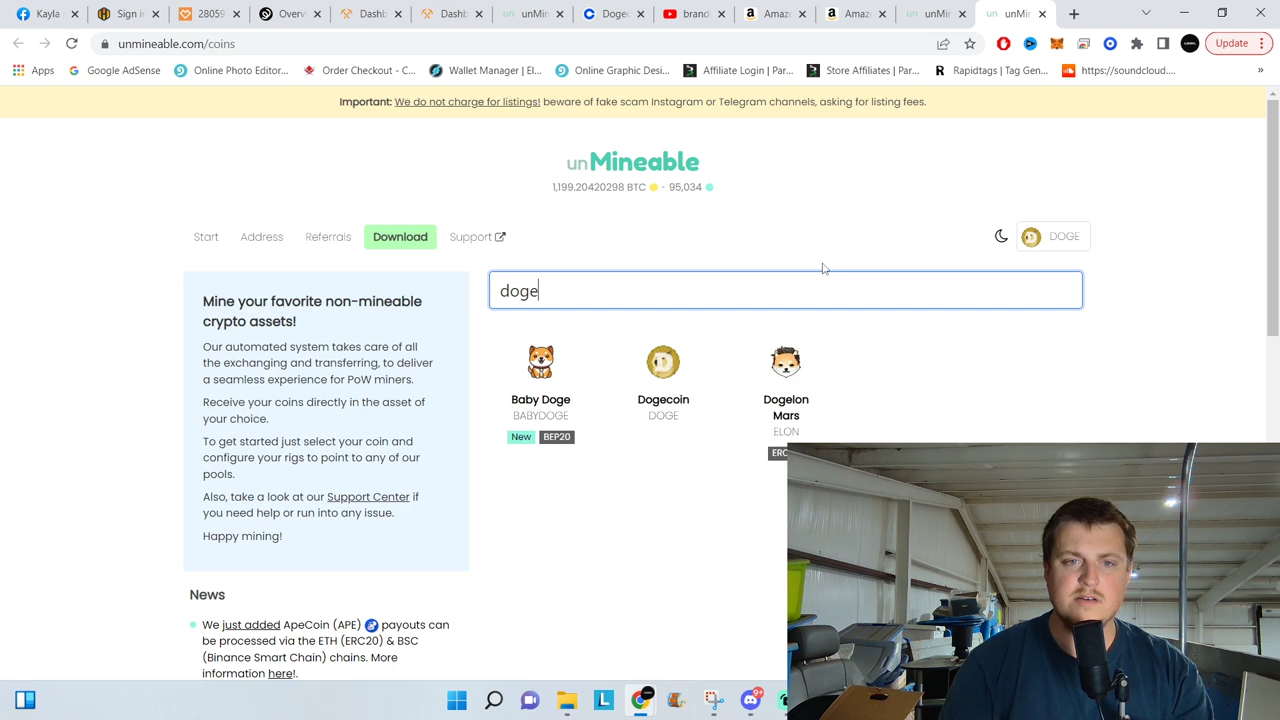 Kayla
Sign in
28059
Overv
Dashb
Dashb
unMin
Dogec
brand
Amazo
Amaz
unMin
unMin
unmineable.com/coins
Update
Apps
Google AdSense
Online Photo Editor...
Order Checkout - C...
Wallet Manager | El...
Online Graphic Desi...
Affiliate Login | Par...
Store Affiliates | Par...
Rapidtags | Tag Gen...
https://soundcloud....
»
Important: We do not charge for listings! beware of fake scam Instagram or Telegram channels, asking for listing fees.
unMineable
1,199.20420298 BTC - 95,034
Start
Address
Referrals
Download
Support
DOGE
doge
Mine your favorite non-mineable
crypto assets!
Our automated system takes care of all
the exchanging and transferring, to deliver
a seamless experience for PoW miners.
Receive your coins directly in the asset of
your choice.
To get started just select your coin and
configure your rigs to point to any of our
pools.
Also, take a look at our Support Center if
you need help or run into any issue.
Happy mining!
Baby Doge
BABYDOGE
New BEP20
Dogecoin
DOGE
Dogelon
Mars
ELON
News
We just added ApeCoin (APE) payouts can
be processed via the ETH (ERC20) & BSC
(Binance Smart Chain) chains. More
information here!.